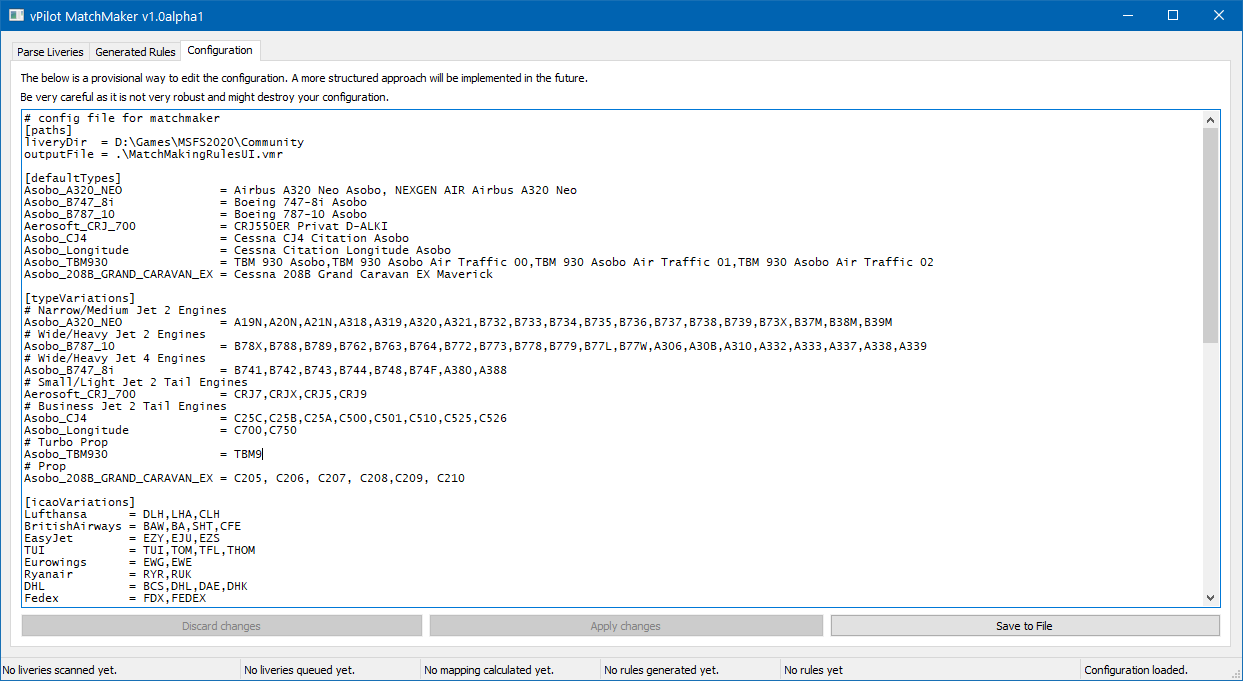 vPilot MatchMaker v1.0alpha1
Parse Liveries Generated Rules Configuration
The below is a provisional way to edit the configuration. A more structured approach will be implemented in the future.
Be very careful as it is not very robust and might destroy your configuration.
# config file for matchmaker
[paths]
liveryDir = D:\Games\MSFS2020\Community
outputFile = .\MatchMakingRulesUI.vmr
[defaultTypes]
Asobo_A320_NEO = Airbus A320 Neo Asobo, NEXGEN AIR Airbus A320 Neo
Asobo_B747_8i = Boeing 747-8i Asobo
Asobo_B787_10 = Boeing 787-10 Asobo
Aerosoft_CRJ_700 = CRJ550ER Privat D-ALKI
Asobo_CJ4 = Cessna CJ4 Citation Asobo
Asobo_Longitude = Cessna Citation Longitude Asobo
Asobo_TBM930 = TBM 930 Asobo,TBM 930 Asobo Air Traffic 00,TBM 930 Asobo Air Traffic 01,TBM 930 Asobo Air Traffic 02
Asobo_208B_GRAND_CARAVAN_EX = Cessna 208B Grand Caravan EX Maverick
[typeVariations]
# Narrow/Medium Jet 2 Engines
Asobo_A320_NEO = A19N,A20N,A21N,A318,A319,A320,A321,B732,B733,B734,B735,B736,B737,B738,B739,B73X,B37M,B38M,B39M
# Wide/Heavy Jet 2 Engines
Asobo_B787_10 = B78X,B788,B789,B762,B763,B764,B772,B773,B778,B779,B77L,B77W,A306,A30B,A310,A332,A333,A337,A338,A339
# Wide/Heavy Jet 4 Engines
Asobo_B747_8i = B741,B742,B743,B744,B748,B74F,A380,A388
# Small/Light Jet 2 Tail Engines
Aerosoft_CRJ_700 = CRJ7,CRJX,CRJ5,CRJ9
# Business Jet 2 Tail Engines
Asobo_CJ4 = C25C,C25B,C25A,C500,C501,C510,C525,C526
Asobo_Longitude = C700,C750
# Turbo Prop
Asobo_TBM930 = TBM9
# Prop
Asobo_208B_GRAND_CARAVAN_EX = C205, C206, C207, C208,C209, C210
[icaoVariations]
Lufthansa = DLH,LHA,CLH
BritishAirways = BAW,BA,SHT,CFE
EasyJet = EZY,EJU,EZS
TUI = TUI,TOM,TFL,THOM
Eurowings = EWG,EWE
Ryanair = RYR,RUK
DHL = BCS,DHL,DAE,DHK
Fedex = FDX,FEDEX
Discard changes Apply changes Save to File
No liveries scanned yet. No liveries queued yet. No mapping calculated yet. No rules generated yet. No rules yet Configuration loaded.